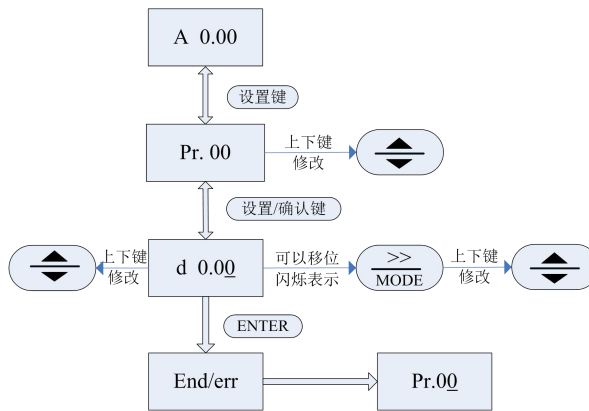 A 0.00
设置键
Pr. 00
上下键
修改
设置/确认键
上下键
修改
d 0.00
可以移位
闪烁表示
>>
MODE
上下键
修改
ENTER
End/err
Pr.00